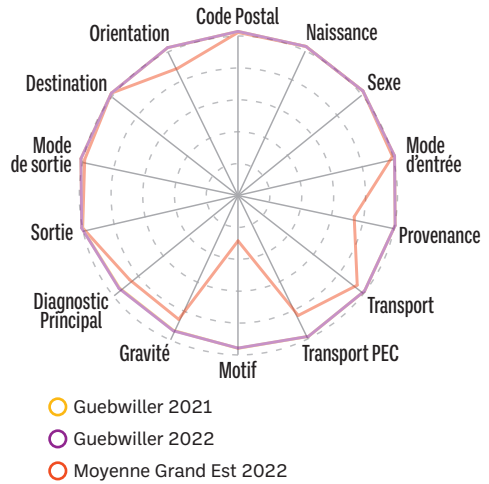 Code Postal
Naissance
Sexe
Mode
d'entrée
Provenance
Transport
Transport PEC
Motif
Gravité
Diagnostic
Principal
Sortie
Mode
de sortie
Destination
Orientation
Guebwiller 2021
Guebwiller 2022
Moyenne Grand Est 2022